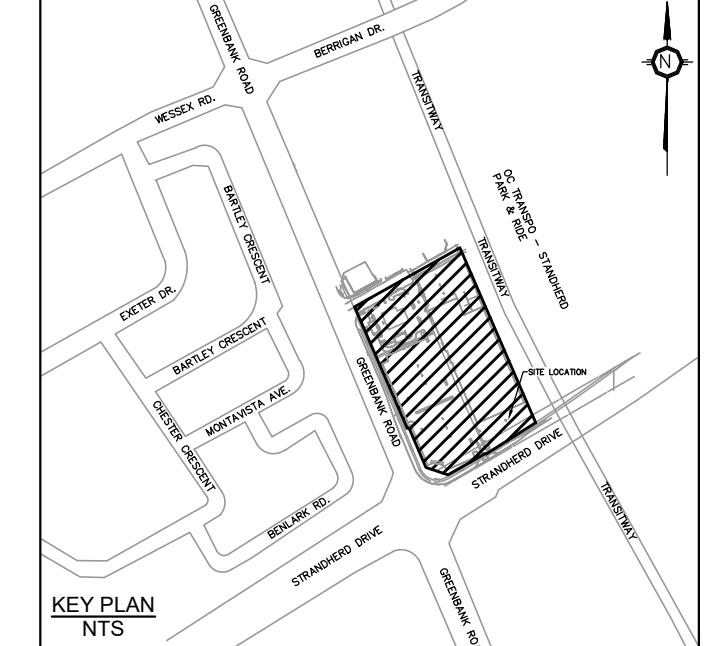 GREENBANK ROAD
BERRIGAN DR.
WESSEX RD.
TRANSITWAY
N
OC TRANSPO - STANDHERD
PARK & RIDE
BARTLEY CRESCENT
TRANSITWAY
EXETER DR.
BARTLEY CRESCENT
GREENBANK ROAD
SITE LOCATION
MONTAVISTA AVE.
CHESTER CRESCENT
STRANDHERD DRIVE
BENLARK RD.
TRANSITWAY
STRANDHERD DRIVE
GREENBANK RO
KEY PLAN
NTS